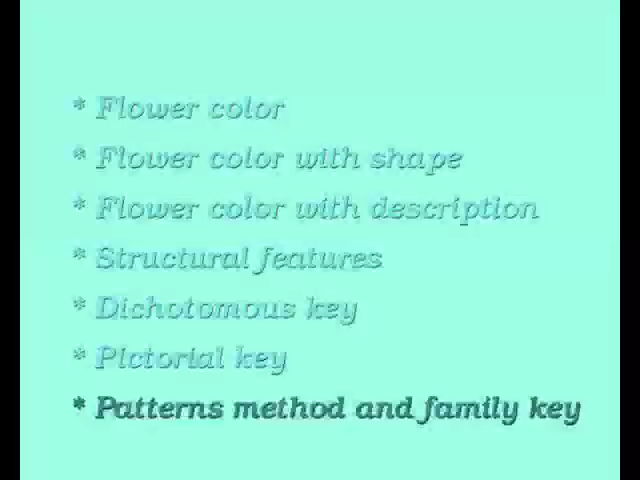 * Flower color
* Flower color with shape
* Flower color with description
* Structural features
* Dichotomous key
* Pictorial key
* Patterns method and family key